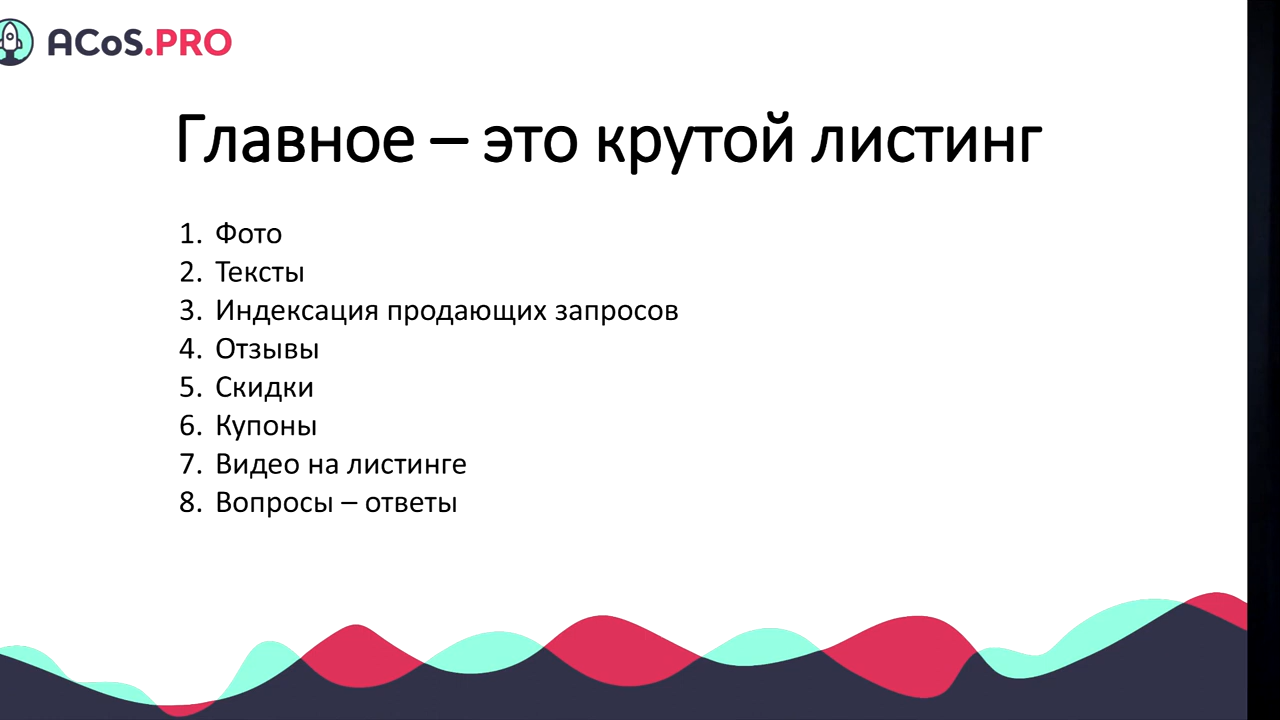 ACoS.PRO
Главное – это крутой листинг
1. Фото
2. Тексты
3. Индексация продающих запросов
4. Отзывы
5. Скидки
6. Купоны
7. Видео на листинге
8. Вопросы – ответы